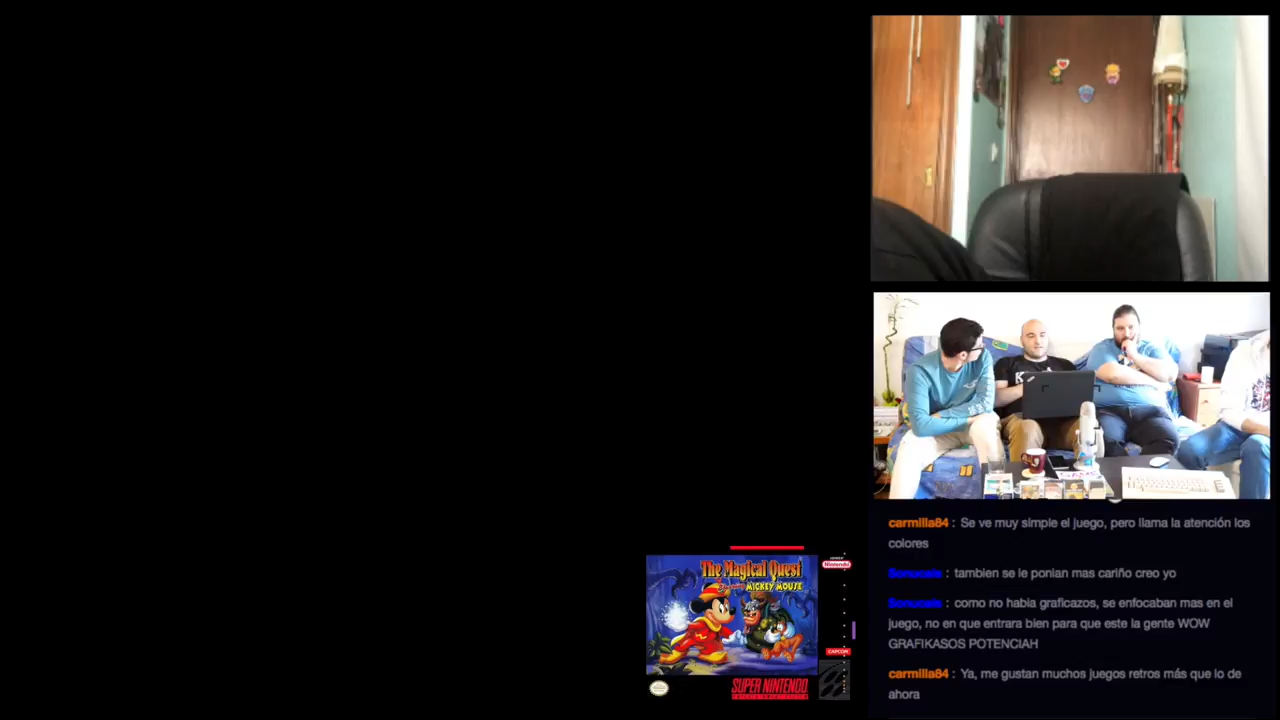 The Magical Quest
Starring MICKEY MOUSE
Nintendo
CAPCOM
SUPER NINTENDO
carmilla84 : Se ve muy simple el juego, pero llama la atención los
colores
: tambien se le ponian mas cariño creo yo
: como no habia graficazos, se enfocaban mas en el
juego, no en que entrara bien para que este la gente WOW
GRAFIKASOS POTENCIAH
carmilla84 : Ya, me gustan muchos juegos retros más que lo de
ahora